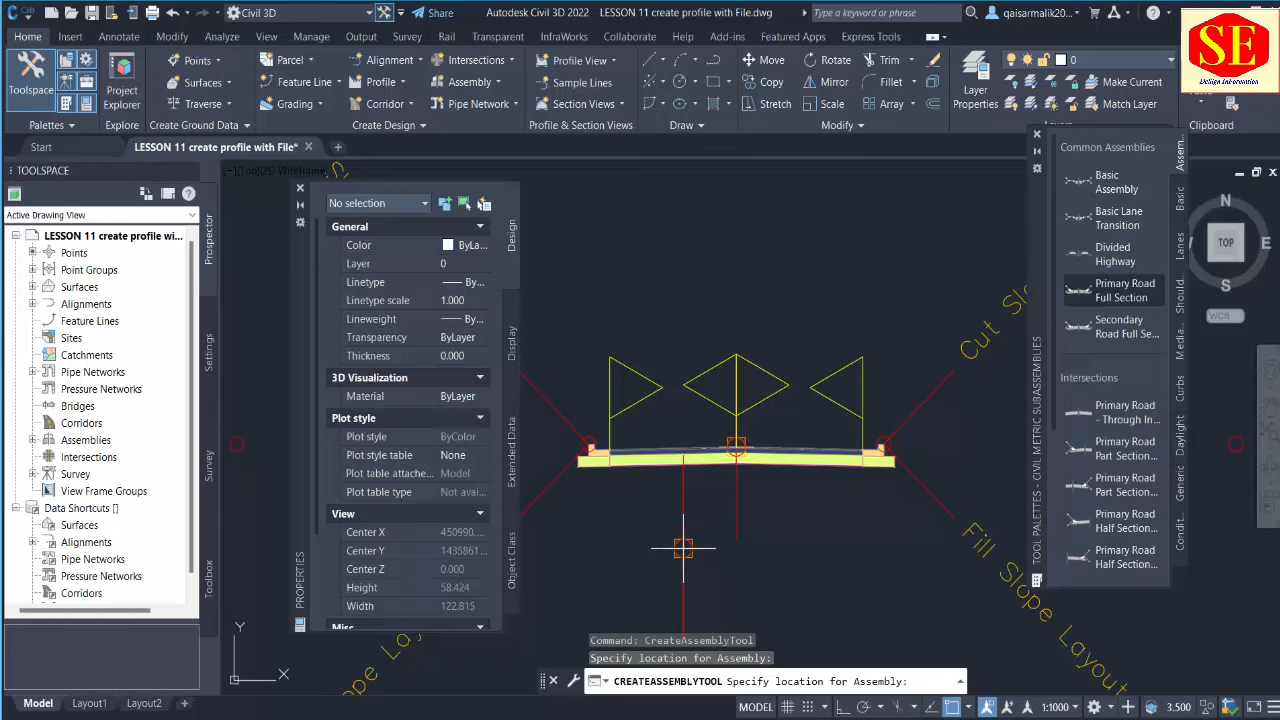 Civil 3D
Share
Autodesk Civil 3D 2022
LESSON 11 create profile with File.dwg
Type a keyword or phrase
qaisarmalik20...
SE
Design Information
Home
Insert
Annotate
Modify
Analyze
View
Manage
Output
Survey
Rail
Works
Collaborate
Help
Add-ins
Featured Apps
Express Tools
Toolspace
Project
Explorer
Points
Surfaces
Traverse
Parcel
Feature Line
Grading
Alignment
Profile
Corridor
Assembly
Profile View
Sample Lines
Section Views
Move
Copy
Stretch
Rotate
Mirror
Scale
Trim
Fillet
Array
Layer
Properties
0
Make Current
Match Layer
Palettes
Explore
Create Ground Data
Create Design
Profile & Section Views
Draw
Modify
Clipboard
Start
LESSON 11 create profile with File*
TOOLSPACE
Active Drawing View
LESSON 11 create profile wi...
Points
Point Groups
Surfaces
Alignments
Feature Lines
Sites
Catchments
Pipe Networks
Pressure Networks
Bridges
Corridors
Assemblies
Intersections
Survey
View Frame Groups
Data Shortcuts []
Surfaces
Alignments
Pipe Networks
Pressure Networks
Corridors
Prospector
Settings
Survey
Toolbox
[-][Top][2D Wireframe]
No selection
General
Color ByLa...
Layer 0
Linetype By...
Linetype scale 1.000
Lineweight By...
Transparency ByLayer
Thickness 0.000
3D Visualization
Material ByLayer
Plot style
Plot style ByColor
Plot style table None
Plot table attache... Model
Plot table type Not avai...
View
Center X 450990....
Center Y 1435861...
Center Z 0.000
Height 58.424
Width 122.815
Misc
PROPERTIES
Design
Display
Extended Data
Object Class
Cut Slo
Fill Slope Layout
Common Assemblies
Basic
Assembly
Basic Lane
Transition
Divided
Highway
Primary Road
Full Section
Secondary
Road Full Se...
Intersections
Primary Road
- Through In...
Primary Road
Part Section...
Primary Road
Part Section...
Primary Road
Half Section...
Primary Road
Half Section...
TOOL PALETTES - CIVIL METRIC SUBASSEMBLIES
Assem...
Basic
Lanes
Should...
Media...
Curbs
Daylight
Generic
Condit...
N
W
TOP
E
S
WCS
Y
X
Command: CreateAssemblyTool
Specify location for Assembly:
CREATEASSEMBLYTOOL Specify location for Assembly:
Model
Layout1
Layout2
MODEL
1:1000
3.500